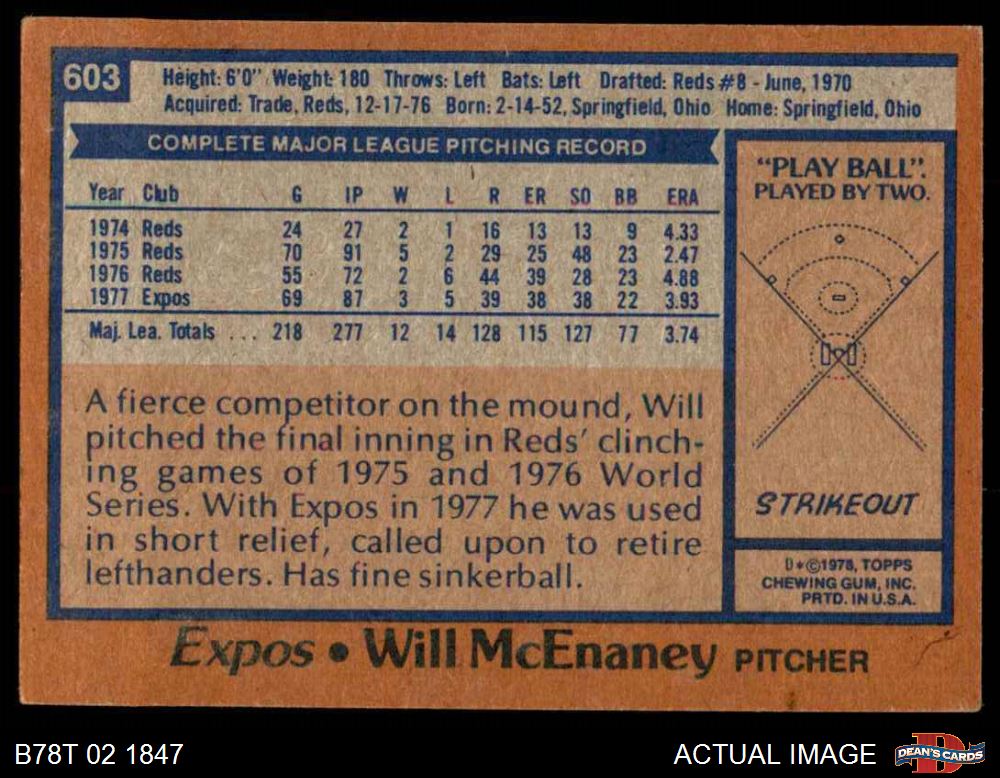 603
Height: 6'0" Weight: 180 Throws: Left Bats: Left Drafted: Reds #8 - June, 1970
Acquired: Trade, Reds, 12-17-76 Born: 2-14-52, Springfield, Ohio Home: Springfield, Ohio
COMPLETE MAJOR LEAGUE PITCHING RECORD
Year Club G IP W L R ER SO BB ERA
1974 Reds 24 27 2 1 16 13 13 9 4.33
1975 Reds 70 91 5 2 29 25 48 23 2.47
1976 Reds 55 72 2 6 44 39 28 23 4.88
1977 Expos 69 87 3 5 39 38 38 22 3.93
Maj. Lea. Totals ... 218 277 12 14 128 115 127 77 3.74
A fierce competitor on the mound, Will
pitched the final inning in Reds' clinch-
ing games of 1975 and 1976 World
Series. With Expos in 1977 he was used
in short relief, called upon to retire
lefthanders. Has fine sinkerball.
"PLAY BALL":
PLAYED BY TWO.
STRIKEOUT
D*©1978, TOPPS
CHEWING GUM, INC.
PRTD. IN U.S.A.
Expos • Will McEnaney PITCHER
B78T 02 1847
ACTUAL IMAGE
DEAN'S CARDS